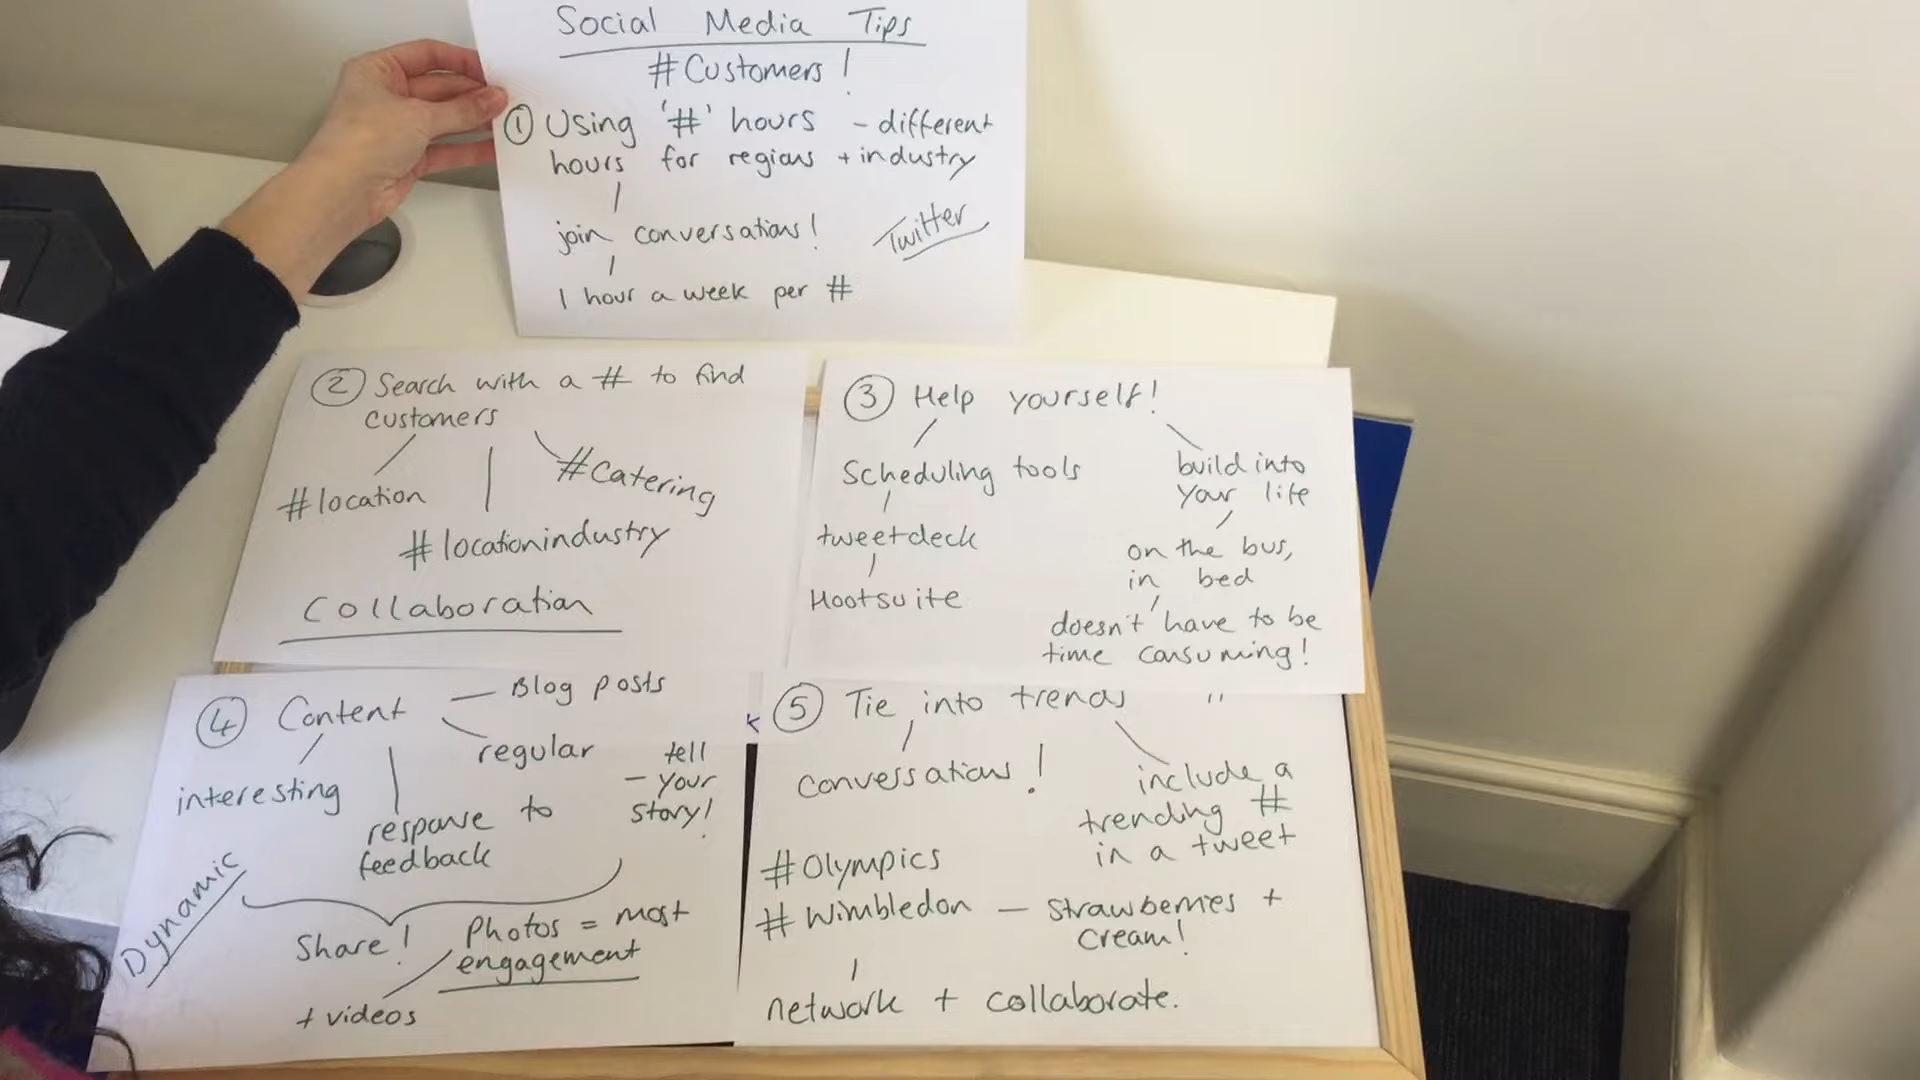 Social Media Tips
#Customers!
① Using '#' hours - different
hours for regions + industry
join conversations!
Twitter
1 hour a week per #
② Search with a # to find
customers
#location
#Catering
#locationindustry
Collaboration
③ Help yourself!
Scheduling tools
tweetdeck
Hootsuite
build into
your life
on the bus,
in bed
doesn't have to be
time consuming!
④ Content
— Blog posts
regular
interesting
response to
feedback
tell
- your
story!
Dynamic
Share!
Photos = most
engagement
+ videos
⑤ Tie into trends
Conversations!
include a
trending #
in a tweet
#Olympics
#Wimbledon — Strawberries +
Cream!
network + collaborate.